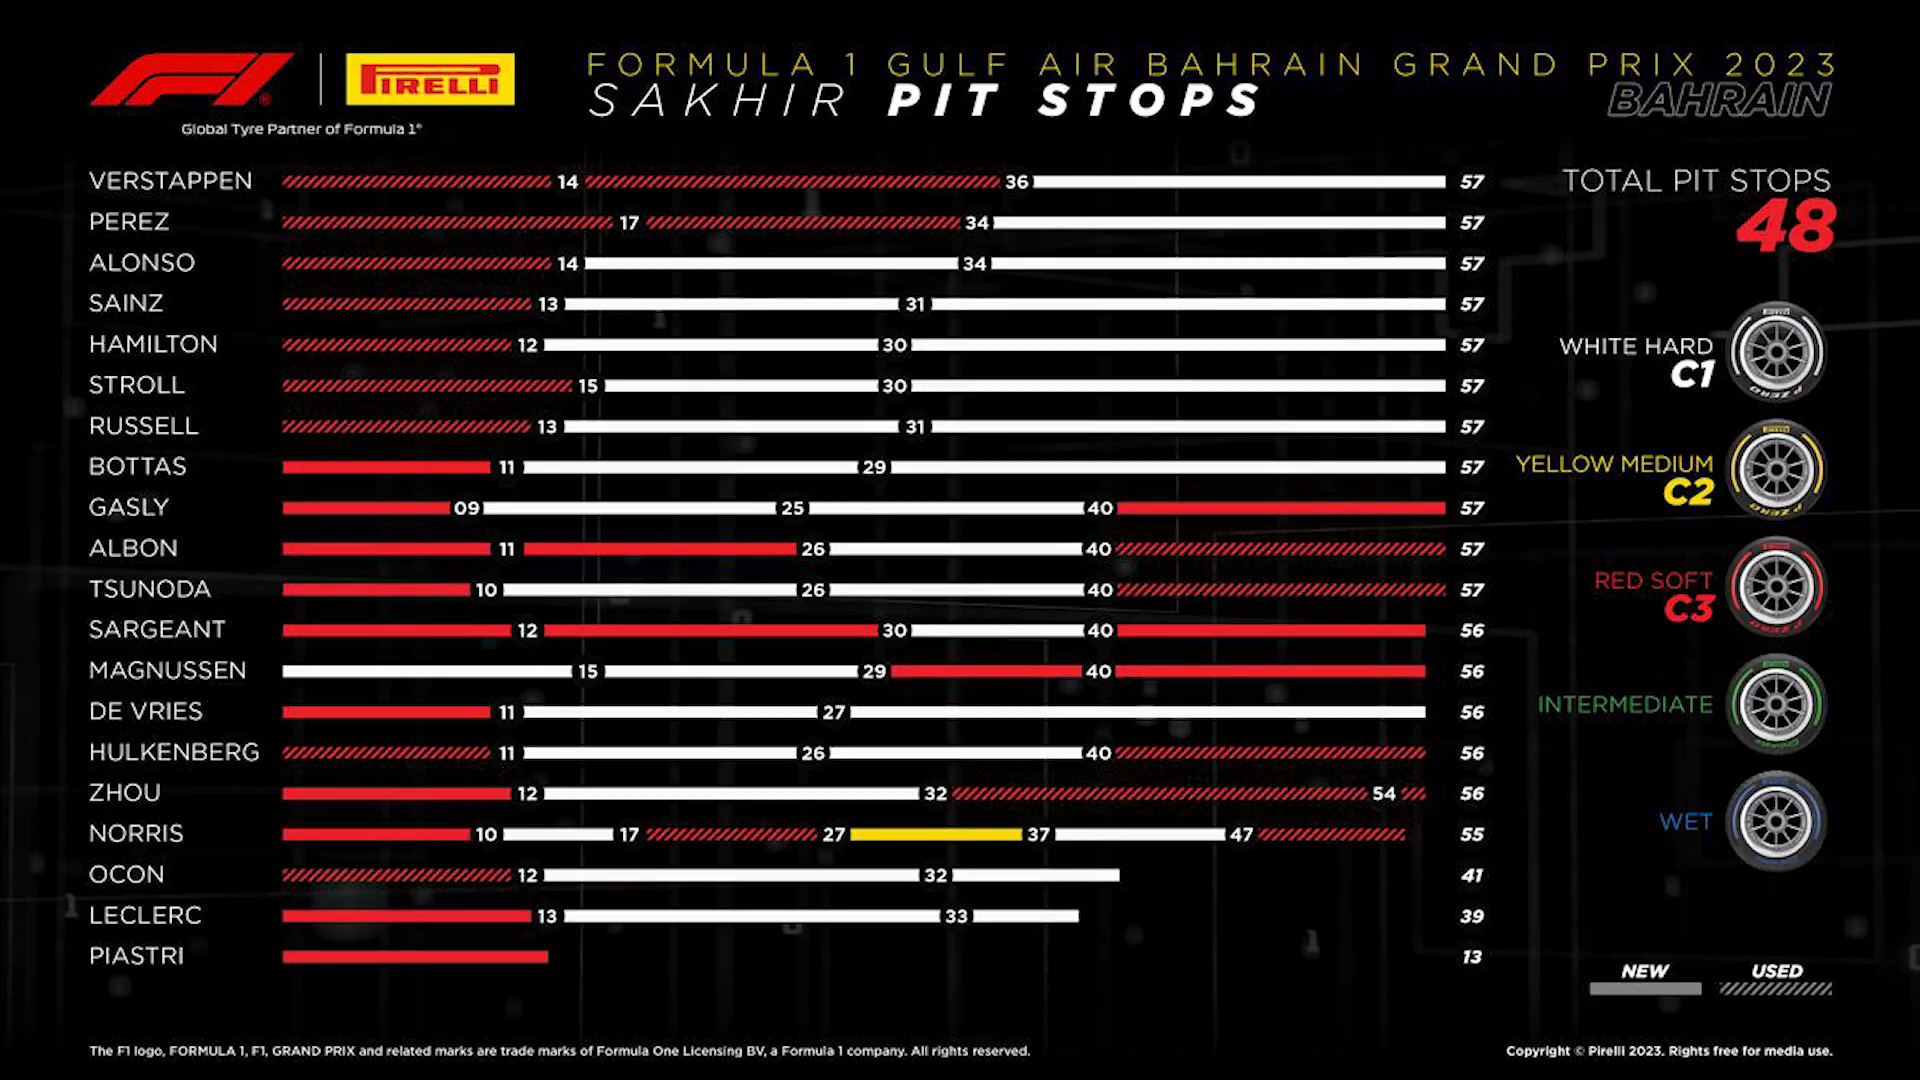 FORMULA 1 GULF AIR BAHRAIN GRAND PRIX 2023
F1 | PIRELLI
SAKHIR PIT STOPS
BAHRAIN
Global Tyre Partner of Formula 1®
VERSTAPPEN 14 36 57
TOTAL PIT STOPS
48
PEREZ 17 34 57
ALONSO 14 34 57
SAINZ 13 31 57
HAMILTON 12 30 57
WHITE HARD
C1
STROLL 15 30 57
RUSSELL 13 31 57
BOTTAS 11 29 57
YELLOW MEDIUM
C2
GASLY 09 25 40 57
ALBON 11 26 40 57
TSUNODA 10 26 40 57
RED SOFT
C3
SARGEANT 12 30 40 56
MAGNUSSEN 15 29 40 56
DE VRIES 11 27 56
INTERMEDIATE
HULKENBERG 11 26 40 56
ZHOU 12 32 54 56
NORRIS 10 17 27 37 47 55
WET
OCON 12 32 41
LECLERC 13 33 39
PIASTRI 13
NEW USED
The F1 logo, FORMULA 1, F1, GRAND PRIX and related marks are trade marks of Formula One Licensing BV, a Formula 1 company. All rights reserved.
Copyright © Pirelli 2023. Rights free for media use.